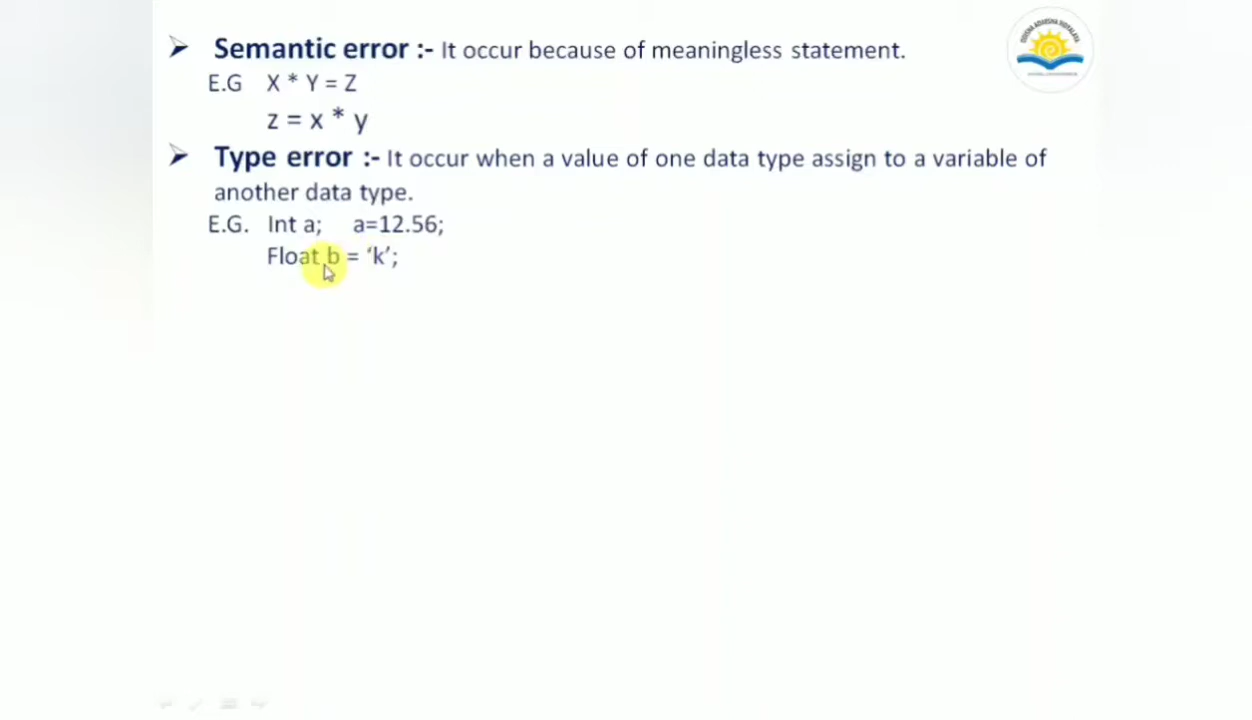 ➢ Semantic error :- It occur because of meaningless statement.
E.G X * Y = Z
z = x * y
➢ Type error :- It occur when a value of one data type assign to a variable of
another data type.
E.G. Int a; a=12.56;
Float b = ‘k’;